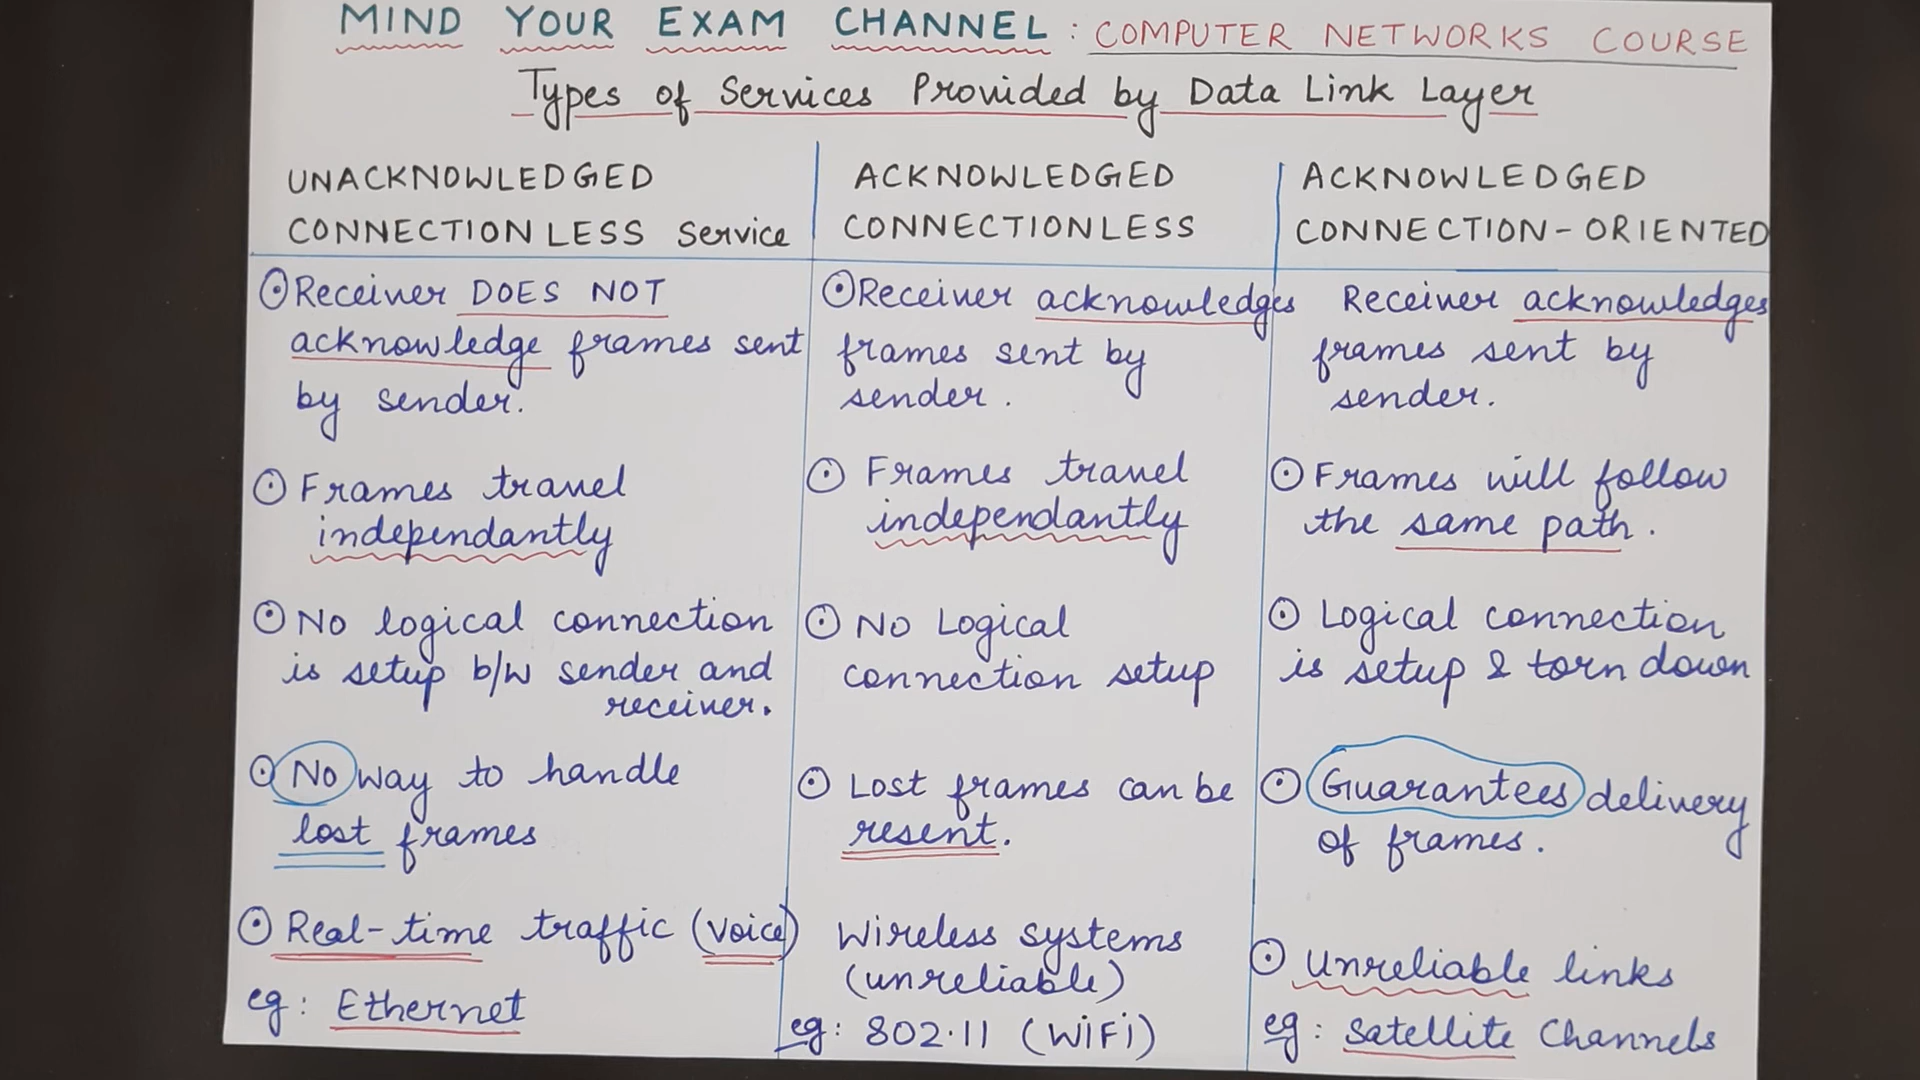 MIND YOUR EXAM CHANNEL : COMPUTER NETWORKS COURSE
Types of Services Provided by Data Link Layer
UNACKNOWLEDGED
CONNECTIONLESS Service
Receiver DOES NOT
acknowledge frames sent
by sender.
Frames travel
independantly
No logical connection
is setup b/w sender and
receiver.
No way to handle
lost frames
Real-time traffic (voice)
eg : Ethernet
ACKNOWLEDGED
CONNECTIONLESS
Receiver acknowledges
frames sent by
sender.
Frames travel
independantly
No Logical
connection setup
Lost frames can be
resent.
Wireless systems
(unreliable)
eg: 802.11 (WiFi)
ACKNOWLEDGED
CONNECTION-ORIENTED
Receiver acknowledges
frames sent by
sender.
Frames will follow
the same path.
Logical connection
is setup & torn down
Guarantees delivery
of frames.
Unreliable links
eg: Satellite Channels